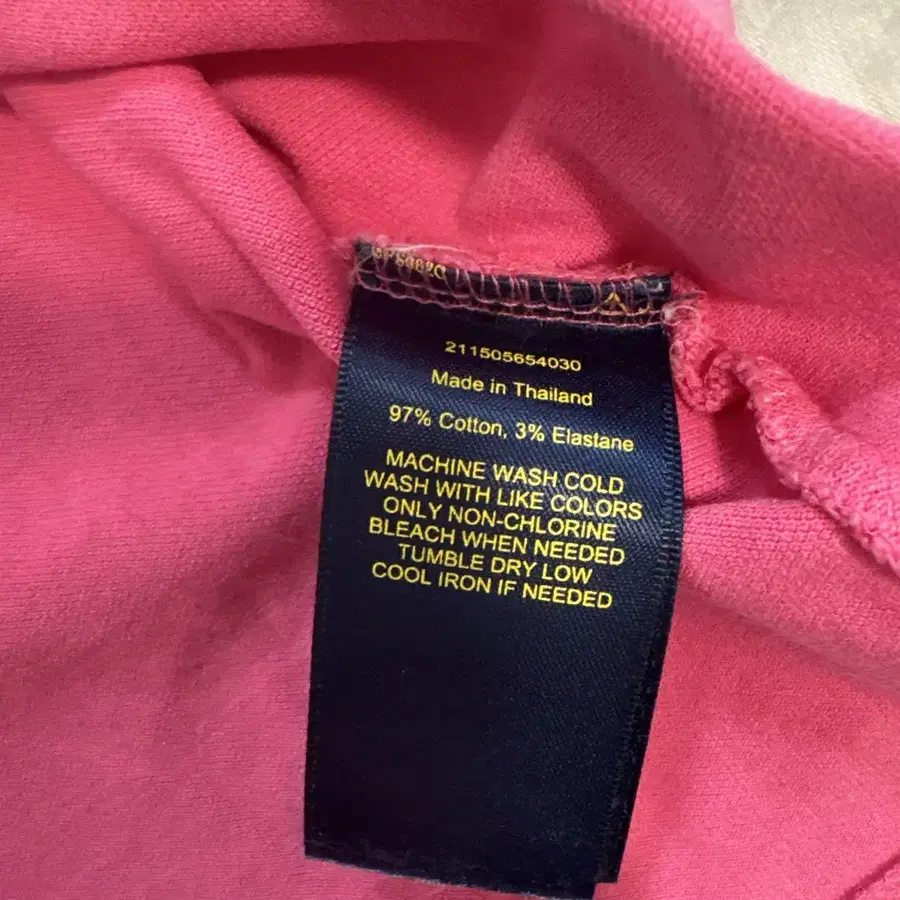 211505654030
Made in Thailand
97% Cotton, 3% Elastane
MACHINE WASH COLD
WASH WITH LIKE COLORS
ONLY NON-CHLORINE
BLEACH WHEN NEEDED
TUMBLE DRY LOW
COOL IRON IF NEEDED